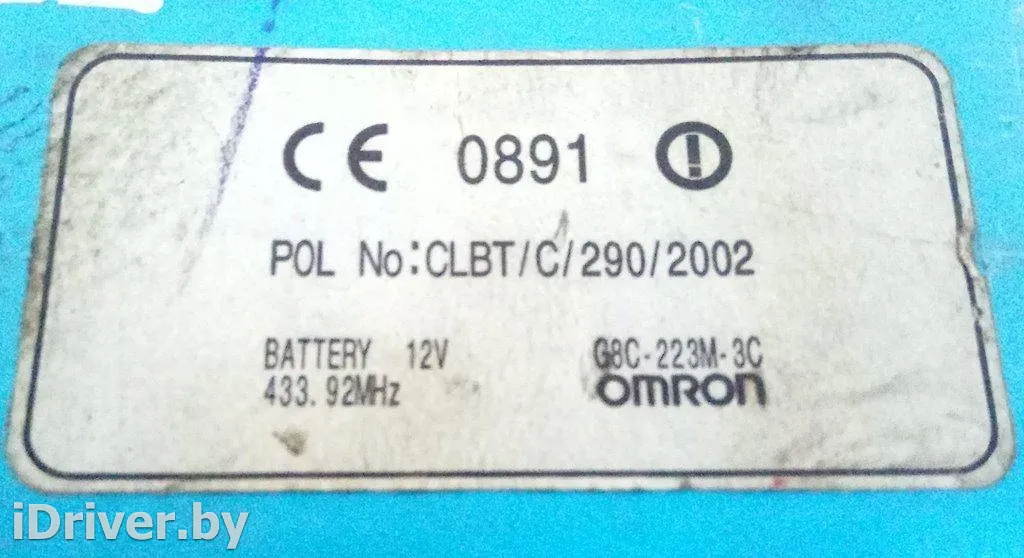 CE 0891
POL No:CLBT/C/290/2002
BATTERY 12V G8C-223M-3C
433.92MHz OMRON
iDriver.by